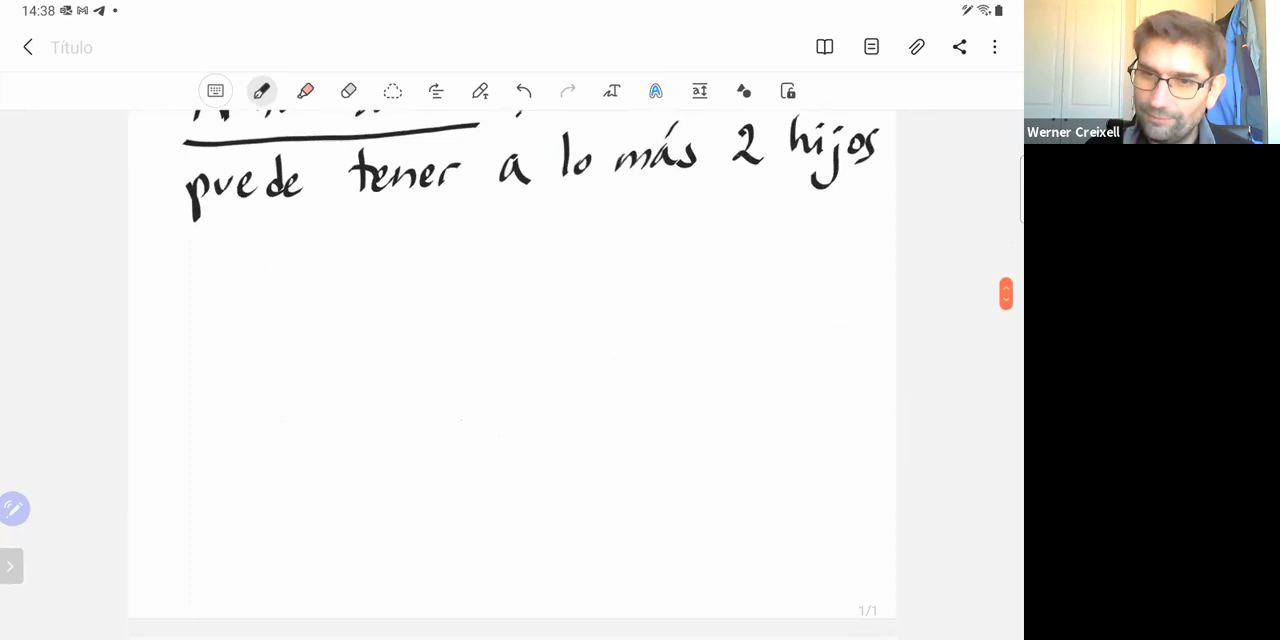 14:38
Título
puede tener a lo más 2 hijos
Werner Creixell
1/1